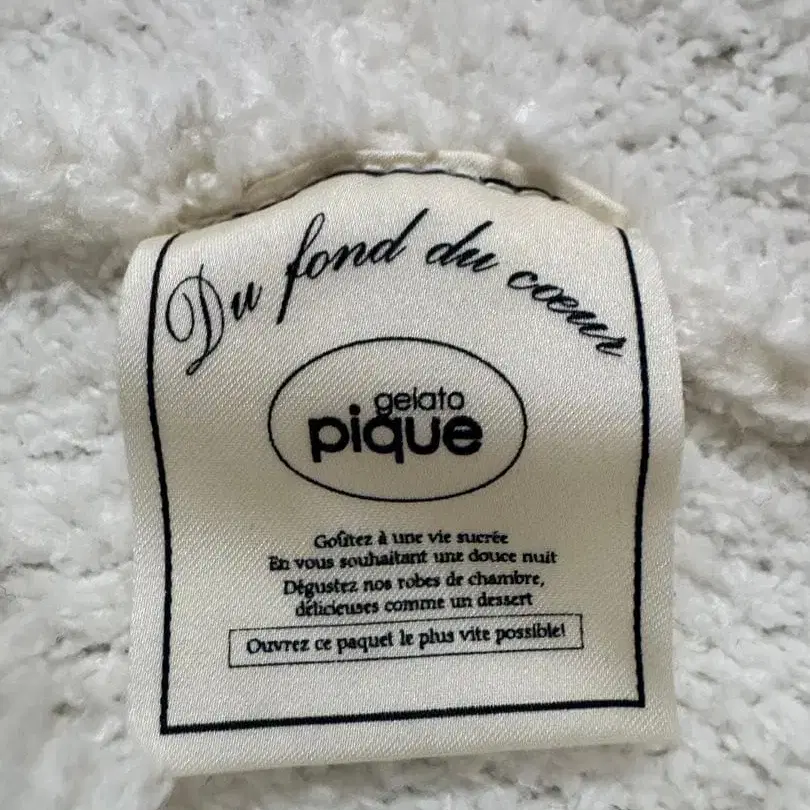 Du fond du cœur
gelato
pique
Goûtez à une vie sucrée
En vous souhaitant une douce nuit
Dégustez nos robes de chambre,
délicieuses comme un dessert
Ouvrez ce paquet le plus vite possible!